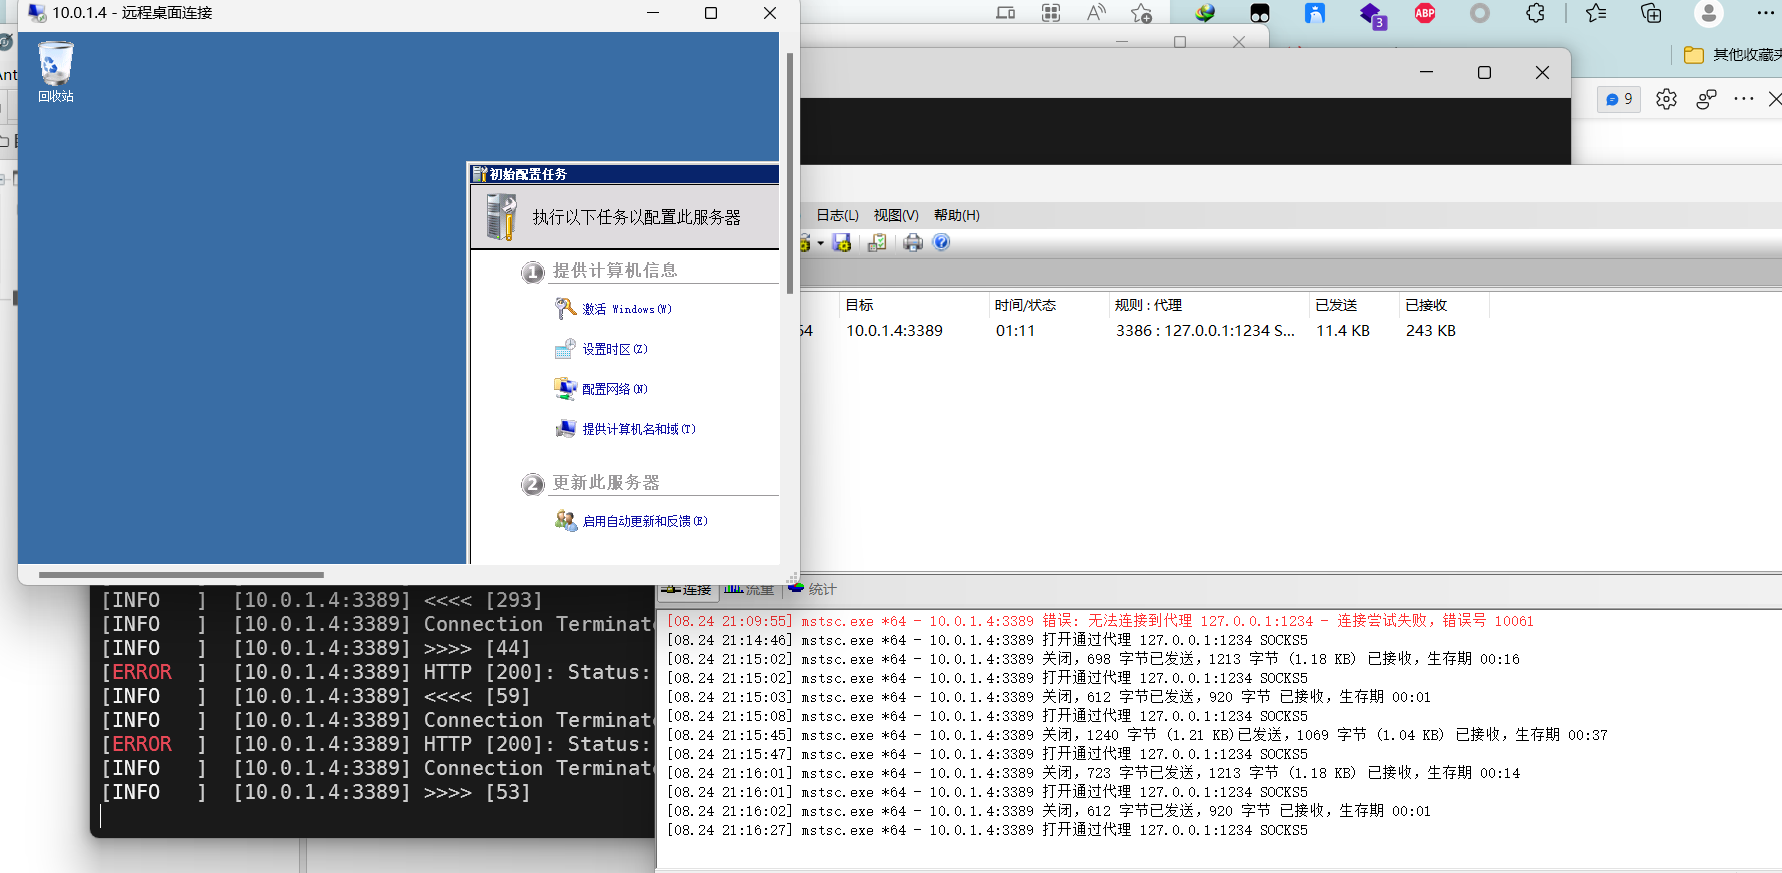 10.0.1.4 - 远程桌面连接
回收站
初始配置任务
执行以下任务以配置此服务器
1 提供计算机信息
激活 Windows(W)
设置时区(Z)
配置网络(N)
提供计算机名和域(T)
2 更新此服务器
启用自动更新和反馈(E)
3
ABP
其他收藏夹
9
日志(L) 视图(V) 帮助(H)
目标 时间/状态 规则 : 代理 已发送 已接收
10.0.1.4:3389 01:11 3386 : 127.0.0.1:1234 S... 11.4 KB 243 KB
连接 流量 统计
[INFO ] [10.0.1.4:3389] <<<< [293]
[INFO ] [10.0.1.4:3389] Connection Terminate
[INFO ] [10.0.1.4:3389] >>>> [44]
[ERROR ] [10.0.1.4:3389] HTTP [200]: Status:
[INFO ] [10.0.1.4:3389] <<<< [59]
[INFO ] [10.0.1.4:3389] Connection Terminate
[ERROR ] [10.0.1.4:3389] HTTP [200]: Status:
[INFO ] [10.0.1.4:3389] Connection Terminate
[INFO ] [10.0.1.4:3389] >>>> [53]
[08.24 21:09:55] mstsc.exe *64 - 10.0.1.4:3389 错误: 无法连接到代理 127.0.0.1:1234 - 连接尝试失败，错误号 10061
[08.24 21:14:46] mstsc.exe *64 - 10.0.1.4:3389 打开通过代理 127.0.0.1:1234 SOCKS5
[08.24 21:15:02] mstsc.exe *64 - 10.0.1.4:3389 关闭，698 字节已发送，1213 字节 (1.18 KB) 已接收，生存期 00:16
[08.24 21:15:02] mstsc.exe *64 - 10.0.1.4:3389 打开通过代理 127.0.0.1:1234 SOCKS5
[08.24 21:15:03] mstsc.exe *64 - 10.0.1.4:3389 关闭，612 字节已发送，920 字节 已接收，生存期 00:01
[08.24 21:15:08] mstsc.exe *64 - 10.0.1.4:3389 打开通过代理 127.0.0.1:1234 SOCKS5
[08.24 21:15:45] mstsc.exe *64 - 10.0.1.4:3389 关闭，1240 字节 (1.21 KB)已发送，1069 字节 (1.04 KB) 已接收，生存期 00:37
[08.24 21:15:47] mstsc.exe *64 - 10.0.1.4:3389 打开通过代理 127.0.0.1:1234 SOCKS5
[08.24 21:16:01] mstsc.exe *64 - 10.0.1.4:3389 关闭，723 字节已发送，1213 字节 (1.18 KB) 已接收，生存期 00:14
[08.24 21:16:01] mstsc.exe *64 - 10.0.1.4:3389 打开通过代理 127.0.0.1:1234 SOCKS5
[08.24 21:16:02] mstsc.exe *64 - 10.0.1.4:3389 关闭，612 字节已发送，920 字节 已接收，生存期 00:01
[08.24 21:16:27] mstsc.exe *64 - 10.0.1.4:3389 打开通过代理 127.0.0.1:1234 SOCKS5